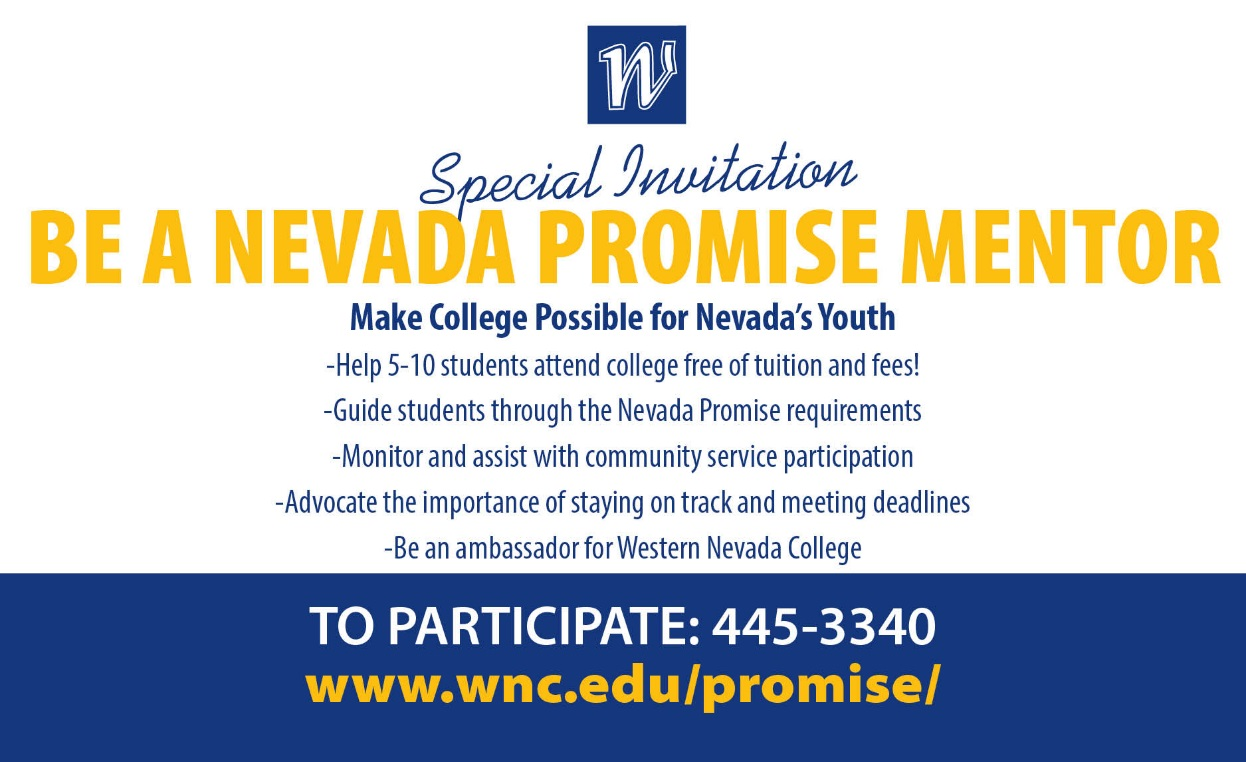 W
Special Invitation
BE A NEVADA PROMISE MENTOR
Make College Possible for Nevada's Youth
-Help 5-10 students attend college free of tuition and fees!
-Guide students through the Nevada Promise requirements
-Monitor and assist with community service participation
-Advocate the importance of staying on track and meeting deadlines
-Be an ambassador for Western Nevada College
TO PARTICIPATE: 445-3340
www.wnc.edu/promise/